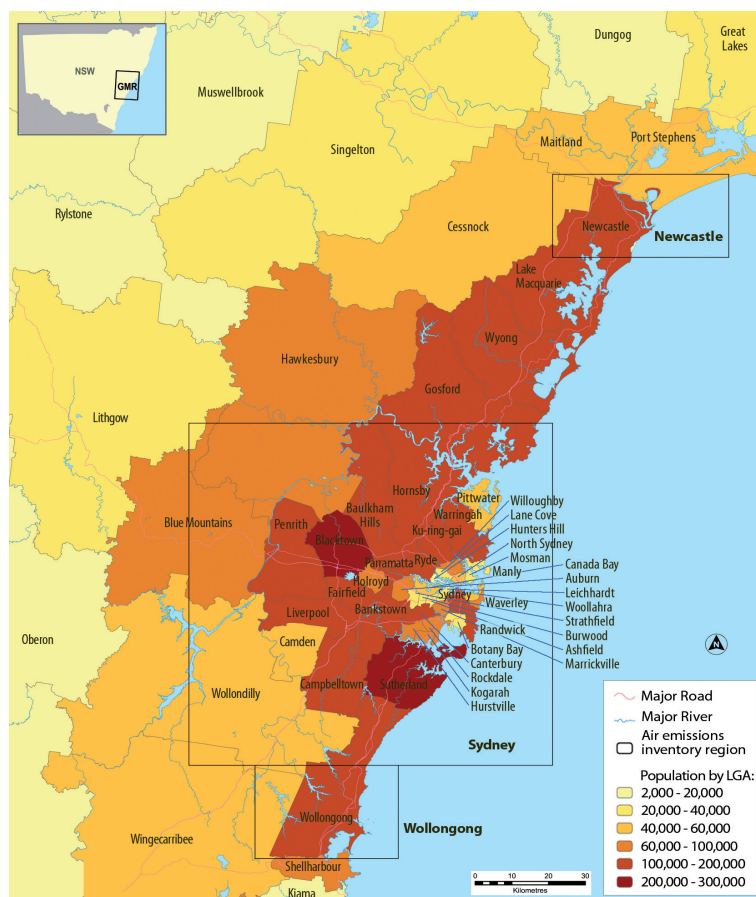 NSW
GMR
Dungog
Great
Lakes
Muswellbrook
Singelton
Maitland
Port Stephens
Rylstone
Cessnock
Newcastle
Newcastle
Lake
Macquarie
Wyong
Hawkesbury
Gosford
Lithgow
Hornsby
Pittwater
Willoughby
Baulkham
Hills
Warringah
Lane Cove
Blue Mountains
Penrith
Ku-ring-gai
Hunters Hill
Blacktown
North Sydney
Mosman
Parramatta
Ryde
Manly
Canada Bay
Holroyd
Auburn
Fairfield
Sydney
Leichhardt
Liverpool
Bankstown
Waverley
Woollahra
Strathfield
Oberon
Camden
Randwick
Burwood
Botany Bay
Ashfield
Canterbury
Marrickville
Wollondilly
Campbelltown
Sutherland
Rockdale
Kogarah
Hurstville
N
Sydney
Wollongong
Wollongong
Wingecarribee
Shellharbour
Kiama
Major Road
Major River
Air emissions
inventory region
Population by LGA:
2,000 - 20,000
20,000 - 40,000
40,000 - 60,000
60,000 - 100,000
100,000 - 200,000
200,000 - 300,000
0 10 20 30
Kilometres